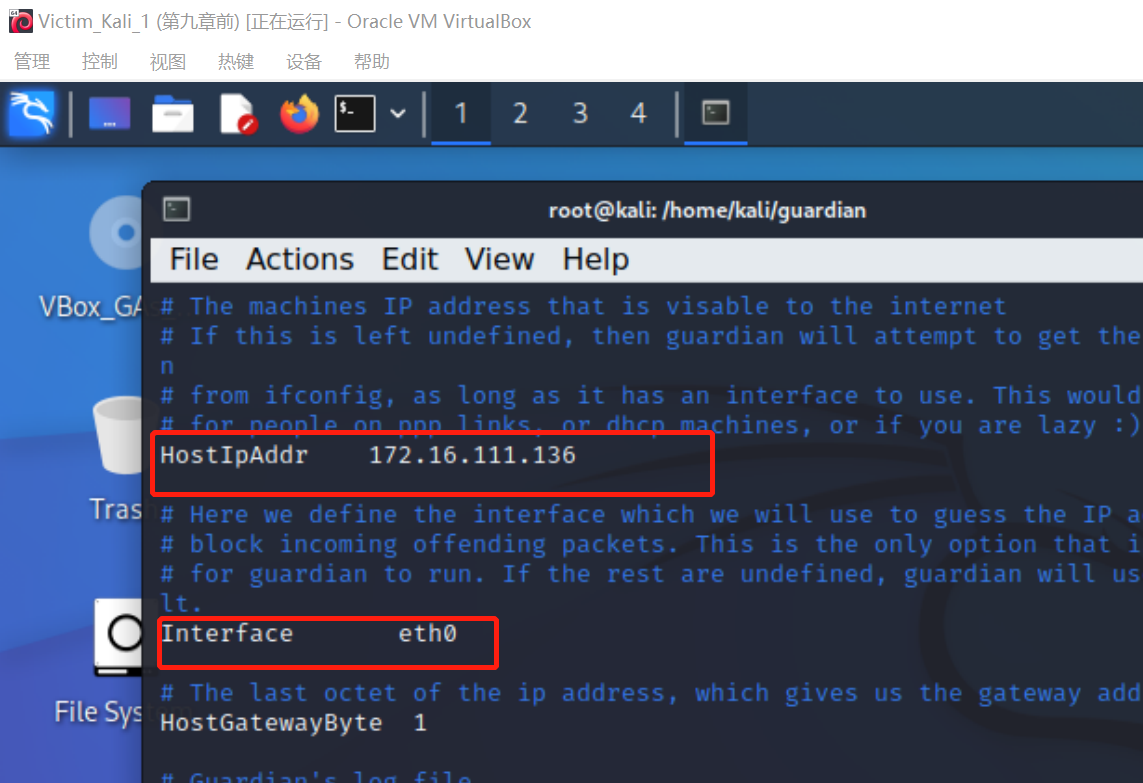 Victim_Kali_1 (第九章前) [正在运行] - Oracle VM VirtualBox
管理 控制 视图 热键 设备 帮助
1 2 3 4
root@kali: /home/kali/guardian
File Actions Edit View Help
VBox_GA
# The machines IP address that is visable to the internet
# If this is left undefined, then guardian will attempt to get the
n
# from ifconfig, as long as it has an interface to use. This would
# for people on ppp links, or dhcp machines, or if you are lazy :)
HostIpAddr 172.16.111.136
Trash
# Here we define the interface which we will use to guess the IP a
# block incoming offending packets. This is the only option that i
# for guardian to run. If the rest are undefined, guardian will us
lt.
Interface eth0
# The last octet of the ip address, which gives us the gateway add
File System
HostGatewayByte 1
# Guardian's log file